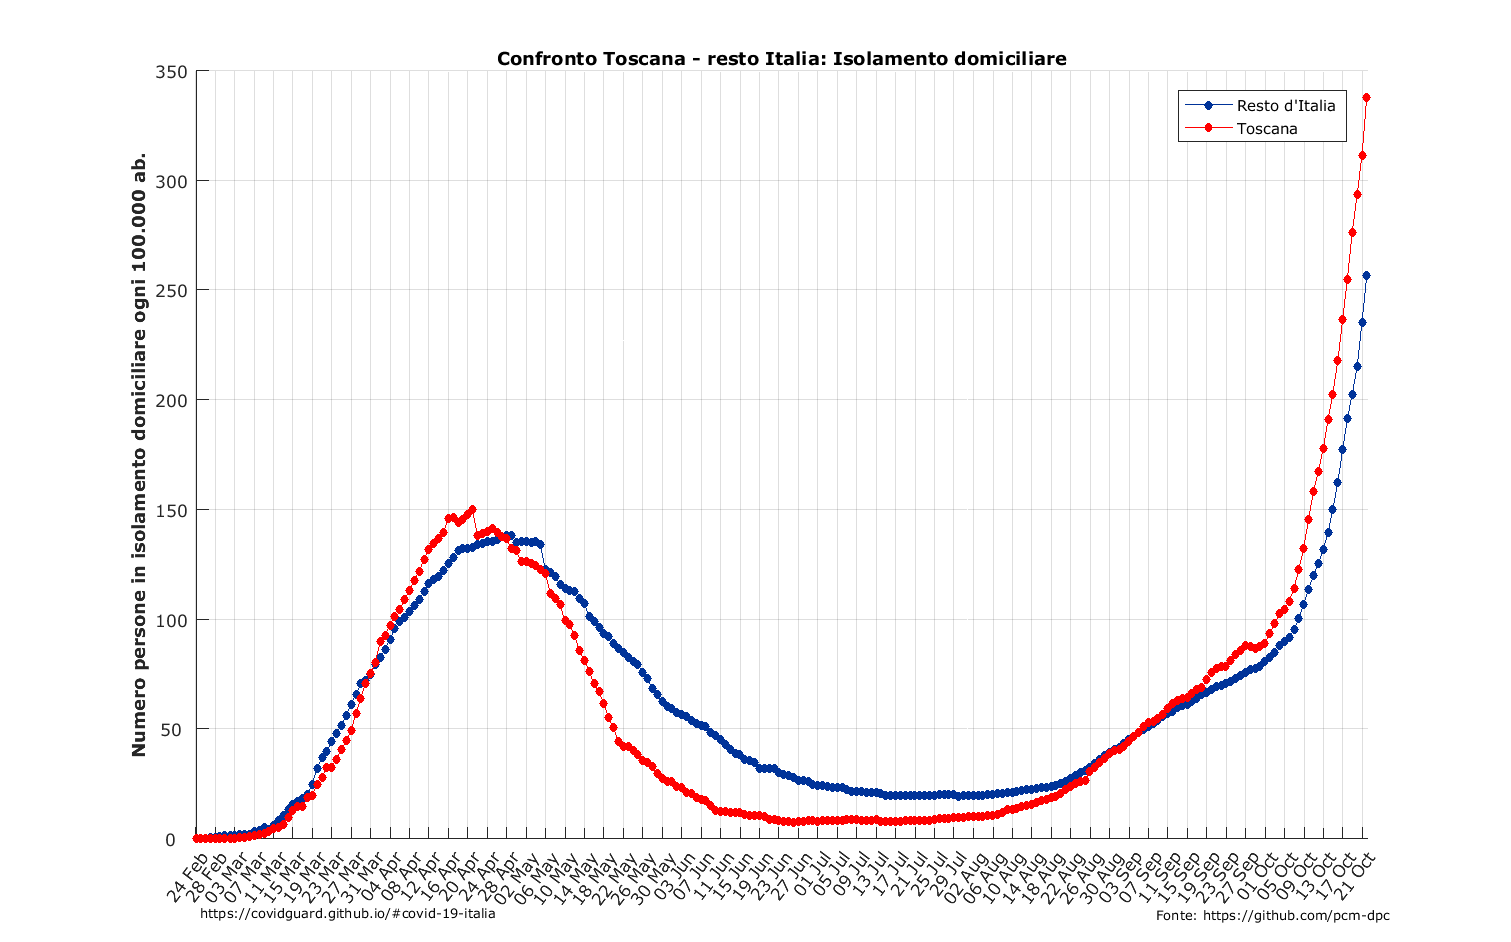 Confronto Toscana - resto Italia: Isolamento domiciliare
Numero persone in isolamento domiciliare ogni 100.000 ab.
350
300
250
200
150
100
50
0
Resto d'Italia
Toscana
24 Feb
28 Feb
03 Mar
07 Mar
11 Mar
15 Mar
19 Mar
23 Mar
27 Mar
31 Mar
04 Apr
08 Apr
12 Apr
16 Apr
20 Apr
24 Apr
28 Apr
02 May
06 May
10 May
14 May
18 May
22 May
26 May
30 May
03 Jun
07 Jun
11 Jun
15 Jun
19 Jun
23 Jun
27 Jun
01 Jul
05 Jul
09 Jul
13 Jul
17 Jul
21 Jul
25 Jul
29 Jul
02 Aug
06 Aug
10 Aug
14 Aug
18 Aug
22 Aug
26 Aug
30 Aug
03 Sep
07 Sep
11 Sep
15 Sep
19 Sep
23 Sep
27 Sep
01 Oct
05 Oct
09 Oct
13 Oct
17 Oct
21 Oct
https://covidguard.github.io/#covid-19-italia
Fonte: https://github.com/pcm-dpc